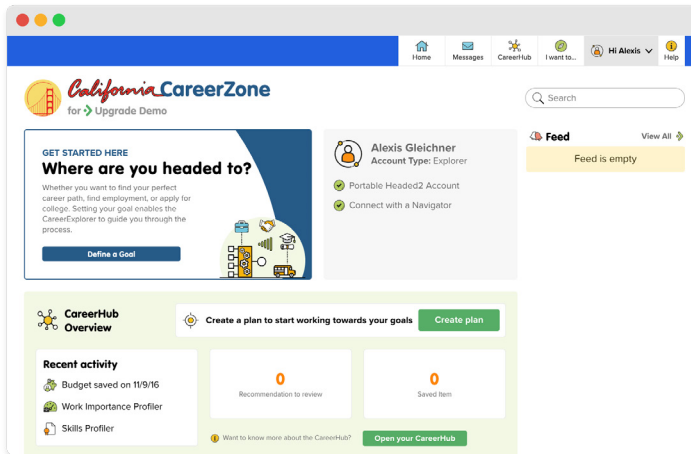 Home
Messages
CareerHub
I want to...
Hi Alexis
Help
California CareerZone
for Upgrade Demo
Search
GET STARTED HERE
Where are you headed to?
Whether you want to find your perfect
career path, find employment, or apply for
college. Setting your goal enables the
CareerExplorer to guide you through the
process.
Define a Goal
Alexis Gleichner
Account Type: Explorer
Portable Headed2 Account
Connect with a Navigator
Feed
View All
Feed is empty
CareerHub
Overview
Create a plan to start working towards your goals
Create plan
Recent activity
Budget saved on 11/9/16
Work Importance Profiler
Skills Profiler
0
Recommendation to review
0
Saved Item
Want to know more about the CareerHub?
Open your CareerHub